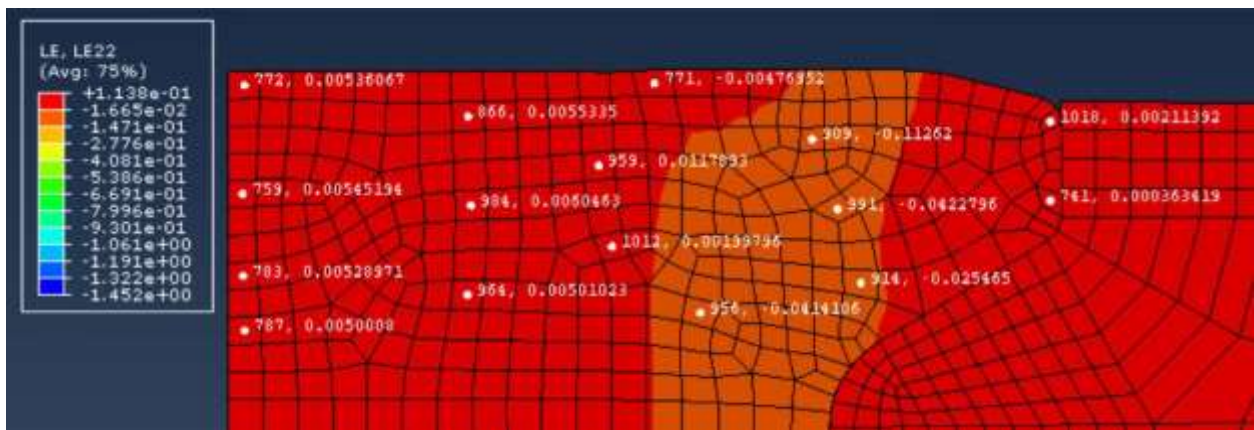 LE, LE22
(Avg: 75%)
+1.138e-01
-1.665e-02
-1.471e-01
-2.776e-01
-4.081e-01
-5.386e-01
-6.691e-01
-7.996e-01
-9.301e-01
-1.061e+00
-1.191e+00
-1.322e+00
-1.452e+00
772, 0.00536067
771, -0.00476952
866, 0.0055335
1018, 0.00211392
909, -0.11262
959, 0.0117893
759, 0.00545194
984, 0.0060463
991, -0.0422796
741, 0.000363419
1012, 0.00199796
783, 0.00528971
964, 0.00501023
914, -0.025465
956, -0.0414106
787, 0.0050008